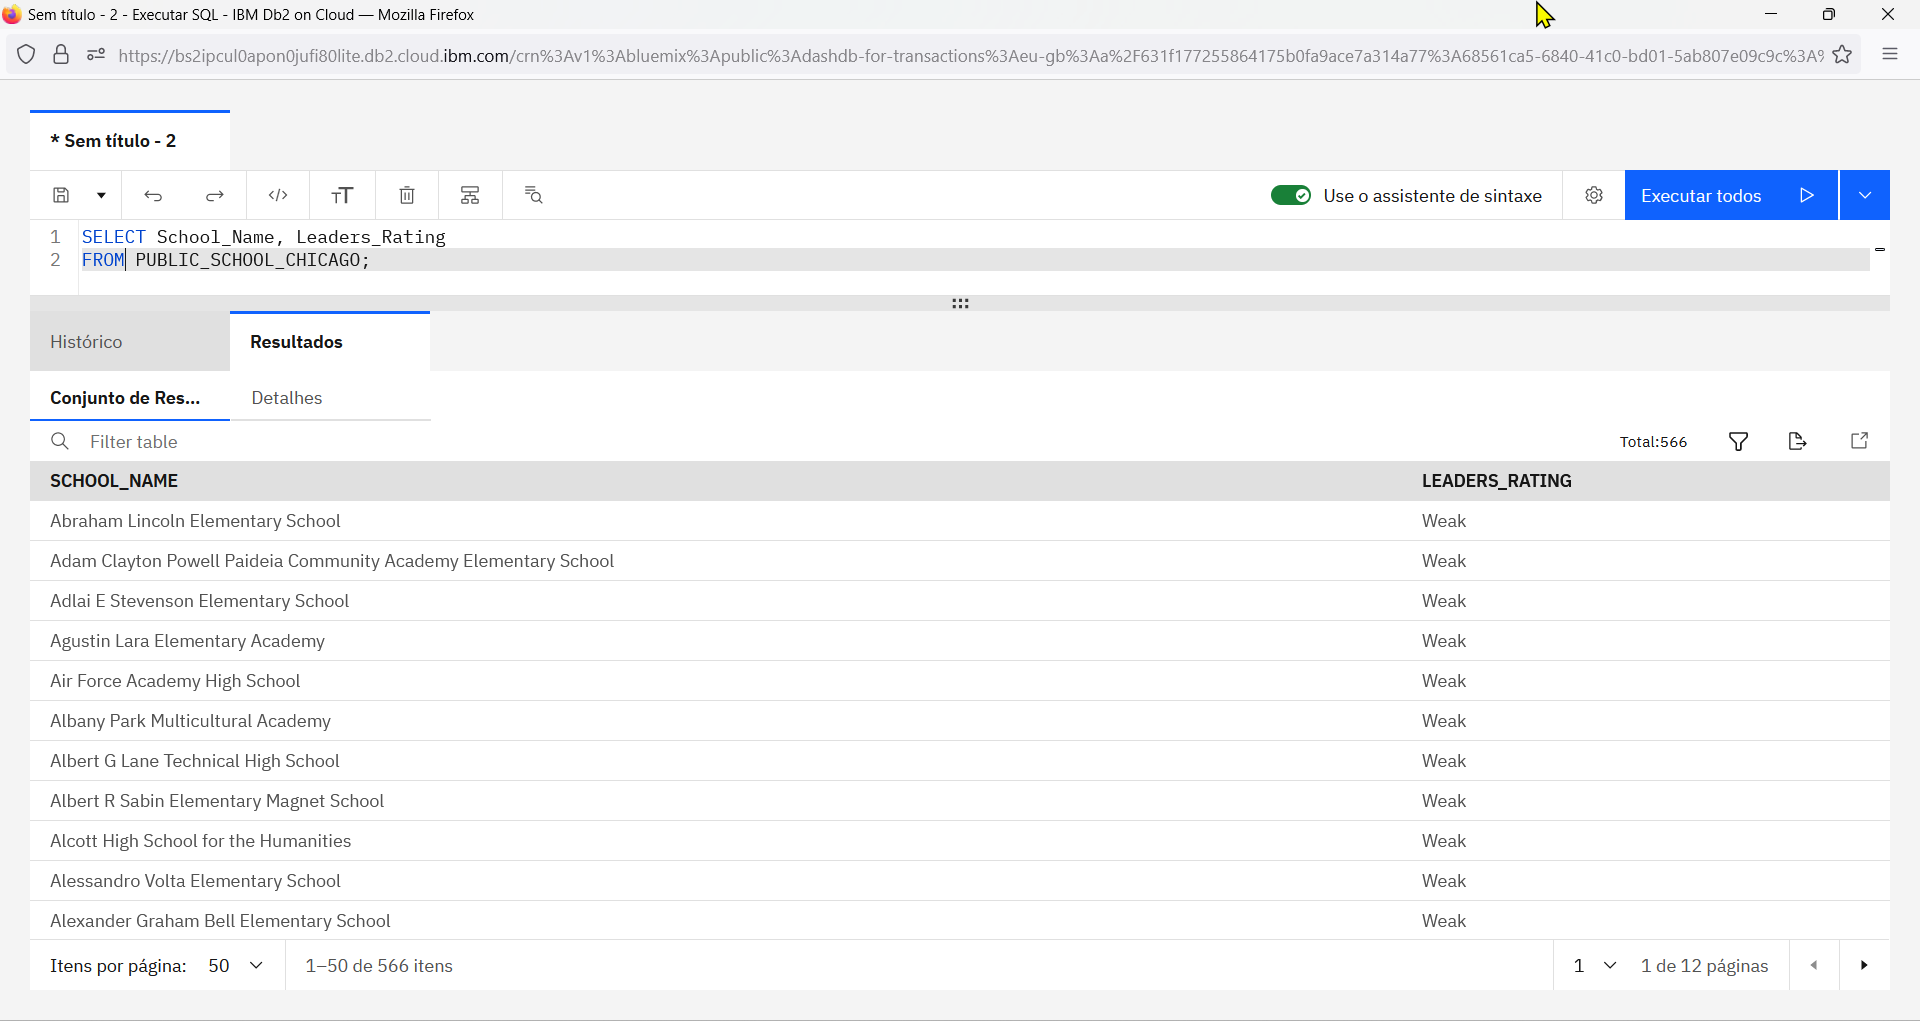 Sem título - 2 - Executar SQL - IBM Db2 on Cloud — Mozilla Firefox
https://bs2ipcul0apon0jufi80lite.db2.cloud.ibm.com/crn%3Av1%3Abluemix%3Apublic%3Adashdb-for-transactions%3Aeu-gb%3Aa%2F631f177255864175b0fa9ace7a314a77%3A68561ca5-6840-41c0-bd01-5ab807e09c9c%3A%
* Sem título - 2
Use o assistente de sintaxe
Executar todos
1 SELECT School_Name, Leaders_Rating
2 FROM PUBLIC_SCHOOL_CHICAGO;
Histórico Resultados
Conjunto de Res... Detalhes
Filter table Total:566
SCHOOL_NAME LEADERS_RATING
Abraham Lincoln Elementary School Weak
Adam Clayton Powell Paideia Community Academy Elementary School Weak
Adlai E Stevenson Elementary School Weak
Agustin Lara Elementary Academy Weak
Air Force Academy High School Weak
Albany Park Multicultural Academy Weak
Albert G Lane Technical High School Weak
Albert R Sabin Elementary Magnet School Weak
Alcott High School for the Humanities Weak
Alessandro Volta Elementary School Weak
Alexander Graham Bell Elementary School Weak
Itens por página: 50 1–50 de 566 itens 1 1 de 12 páginas